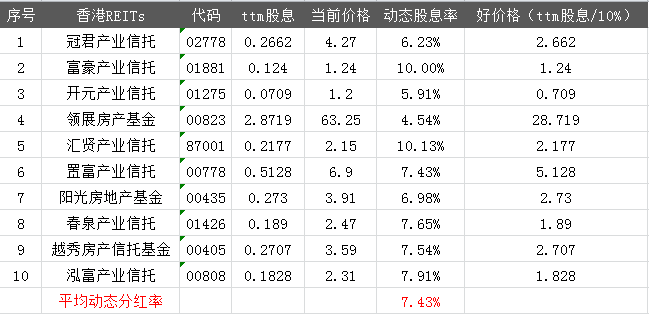 序号 香港REITs 代码 ttm股息 当前价格 动态股息率 好价格（ttm股息/10%）
1 冠君产业信托 02778 0.2662 4.27 6.23% 2.662
2 富豪产业信托 01881 0.124 1.24 10.00% 1.24
3 开元产业信托 01275 0.0709 1.2 5.91% 0.709
4 领展房产基金 00823 2.8719 63.25 4.54% 28.719
5 汇贤产业信托 87001 0.2177 2.15 10.13% 2.177
6 置富产业信托 00778 0.5128 6.9 7.43% 5.128
7 阳光房地产基金 00435 0.273 3.91 6.98% 2.73
8 春泉产业信托 01426 0.189 2.47 7.65% 1.89
9 越秀房产信托基金 00405 0.2707 3.59 7.54% 2.707
10 泓富产业信托 00808 0.1828 2.31 7.91% 1.828
平均动态分红率 7.43%